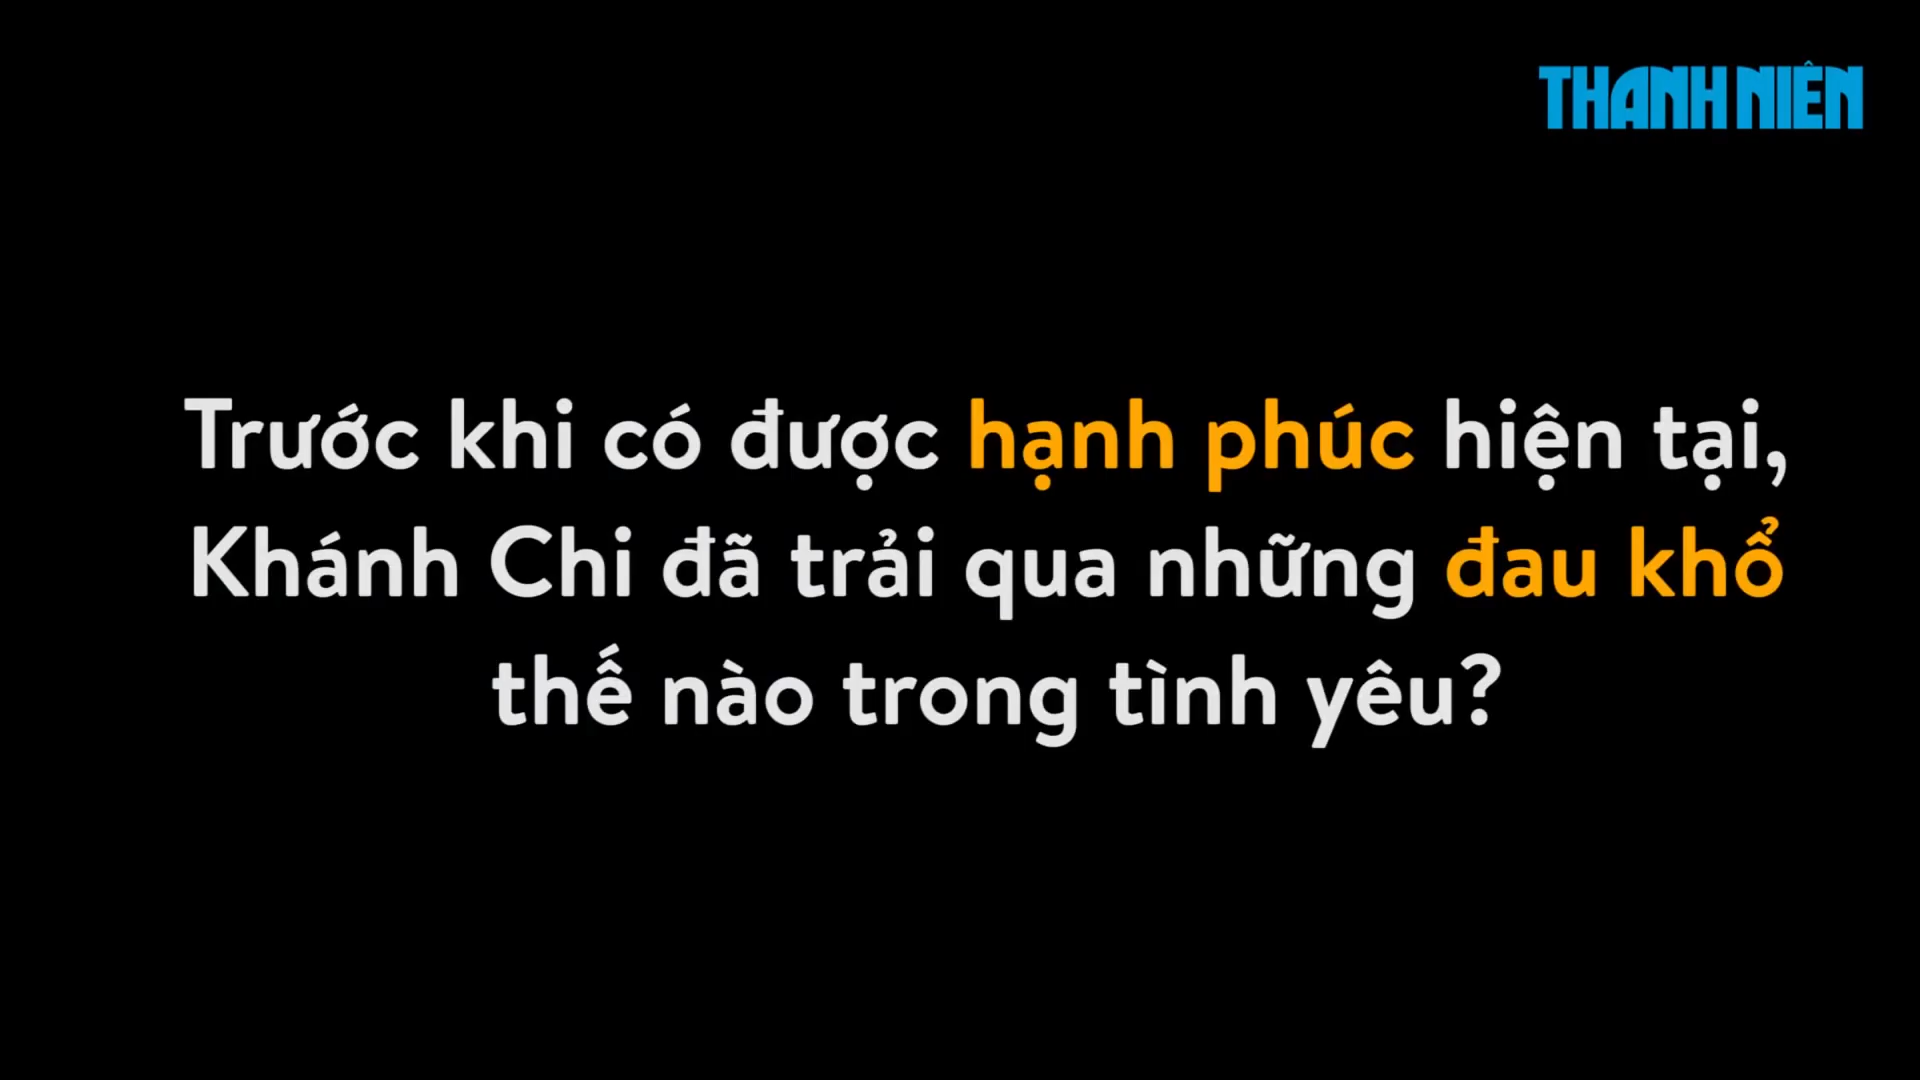 THANH NIÊN
Trước khi có được hạnh phúc hiện tại,
Khánh Chi đã trải qua những đau khổ
thế nào trong tình yêu?